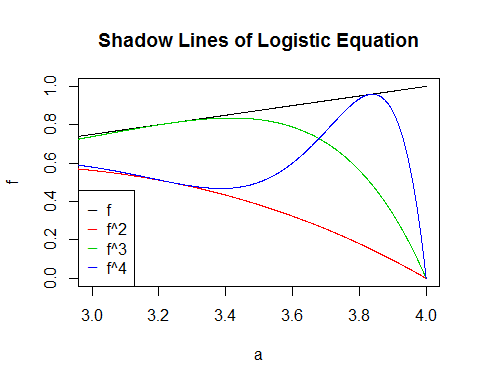 Shadow Lines of Logistic Equation
f
0.0 0.2 0.4 0.6 0.8 1.0
f
f^2
f^3
f^4
3.0 3.2 3.4 3.6 3.8 4.0
a